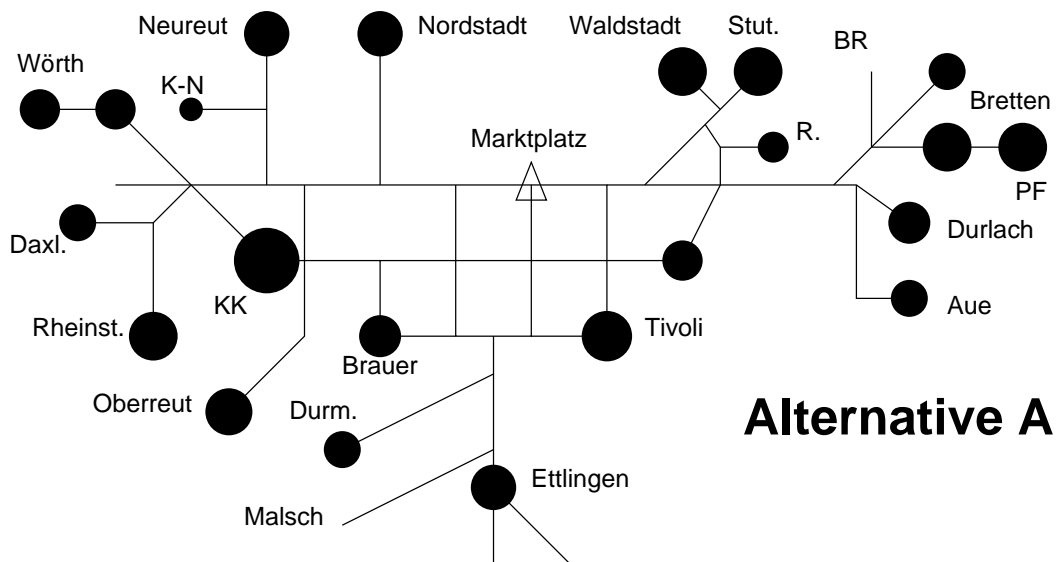 Neureut
Nordstadt
Waldstadt
Stut.
BR
Wörth
K-N
Bretten
Marktplatz
R.
PF
Daxl.
Durlach
KK
Rheinst.
Tivoli
Aue
Brauer
Oberreut
Durm.
Alternative A
Ettlingen
Malsch